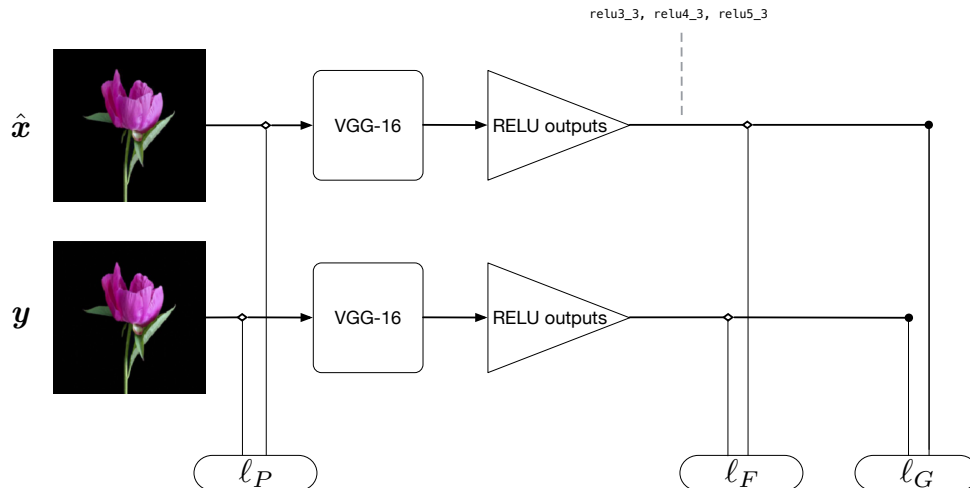 relu3_3, relu4_3, relu5_3
x̂
VGG-16
RELU outputs
y
VGG-16
RELU outputs
ℓ_P
ℓ_F
ℓ_G